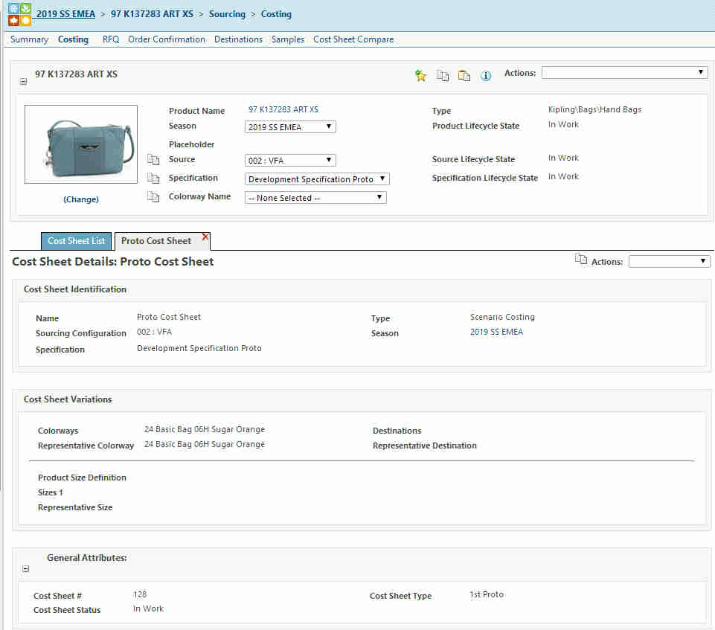 2019 SS EMEA > 97 K137283 ART XS > Sourcing > Costing
Summary Costing RFQ Order Confirmation Destinations Samples Cost Sheet Compare
97 K137283 ART XS
Actions:
Product Name 97 K137283 ART XS Type Kipling\Bags\Hand Bags
Season 2019 SS EMEA Product Lifecycle State In Work
Placeholder
Source 002 : VFA Source Lifecycle State In Work
Specification Development Specification Proto Specification Lifecycle State In Work
Colorway Name -- None Selected --
(Change)
Cost Sheet List Proto Cost Sheet X
Cost Sheet Details: Proto Cost Sheet Actions:
Cost Sheet Identification
Name Proto Cost Sheet Type Scenario Costing
Sourcing Configuration 002 : VFA Season 2019 SS EMEA
Specification Development Specification Proto
Cost Sheet Variations
Colorways 24 Basic Bag 06H Sugar Orange Destinations
Representative Colorway 24 Basic Bag 06H Sugar Orange Representative Destination
Product Size Definition
Sizes 1
Representative Size
General Attributes:
Cost Sheet # 128 Cost Sheet Type 1st Proto
Cost Sheet Status In Work